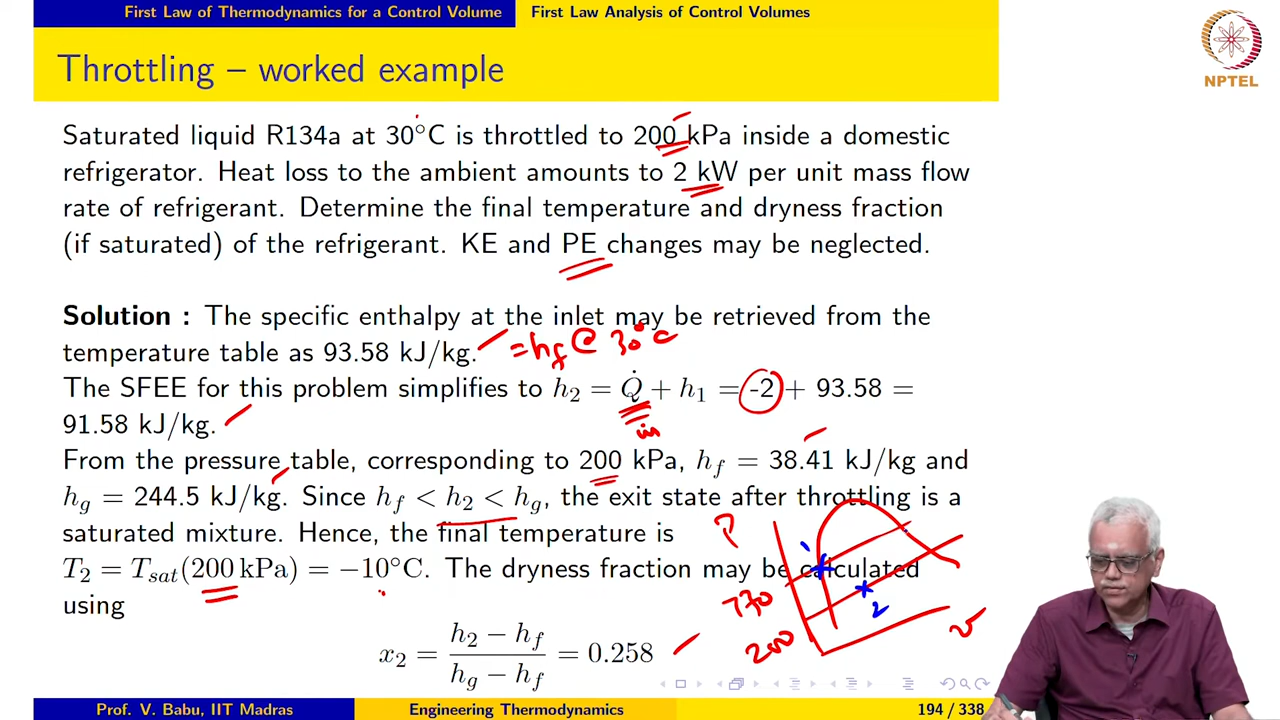 First Law of Thermodynamics for a Control Volume First Law Analysis of Control Volumes
Throttling – worked example
NPTEL
Saturated liquid R134a at 30°C is throttled to 200 kPa inside a domestic
refrigerator. Heat loss to the ambient amounts to 2 kW per unit mass flow
rate of refrigerant. Determine the final temperature and dryness fraction
(if saturated) of the refrigerant. KE and PE changes may be neglected.
Solution : The specific enthalpy at the inlet may be retrieved from the
temperature table as 93.58 kJ/kg. = hf @ 30°C
The SFEE for this problem simplifies to h₂ = Q̇ + h₁ = -2 + 93.58 =
in
91.58 kJ/kg.
From the pressure table, corresponding to 200 kPa, hf = 38.41 kJ/kg and
hg = 244.5 kJ/kg. Since hf < h₂ < hg, the exit state after throttling is a
saturated mixture. Hence, the final temperature is
P
T₂ = Tsat(200 kPa) = −10°C. The dryness fraction may be calculated
using
1
770
2
200
v
x₂ = (h₂ − hf)/(hg − hf) = 0.258
Prof. V. Babu, IIT Madras Engineering Thermodynamics 194 / 338